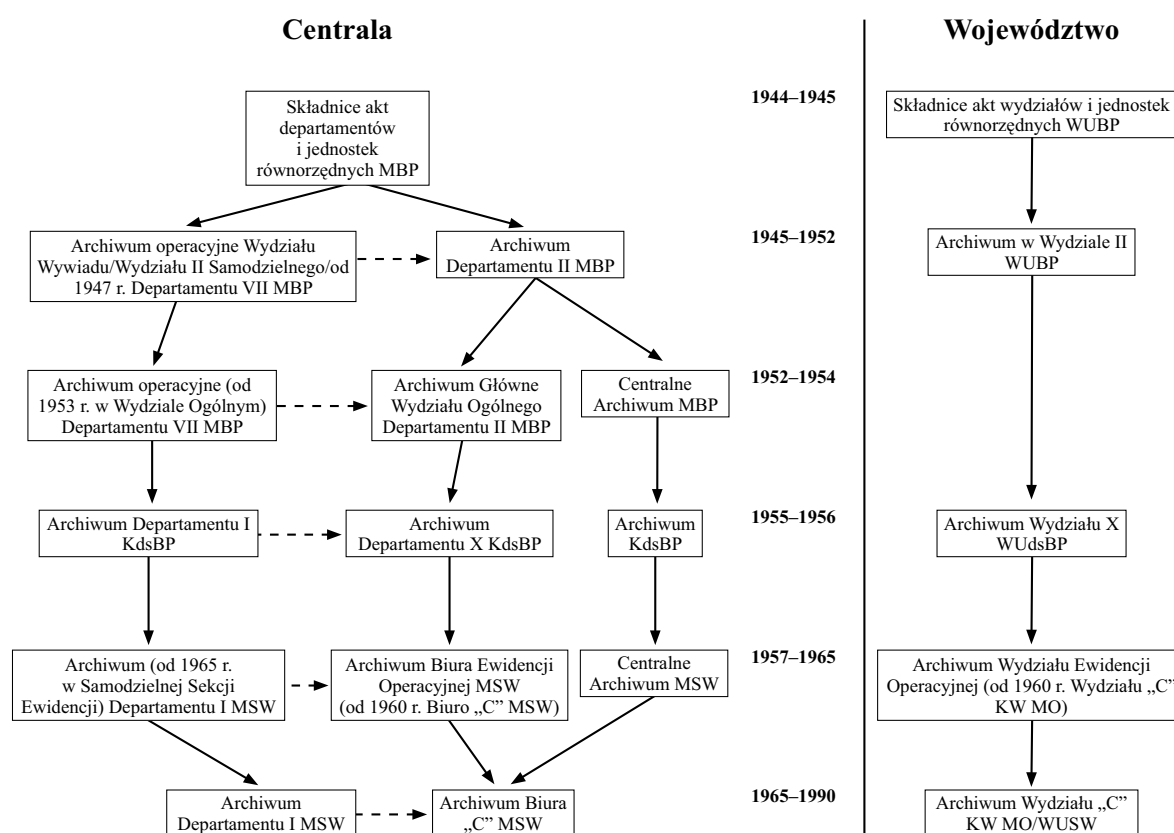 Centrala
Województwo
1944–1945
Składnice akt
departamentów
i jednostek
równorzędnych MBP
Składnice akt wydziałów i jednostek
równorzędnych WUBP
1945–1952
Archiwum operacyjne Wydziału
Wywiadu/Wydziału II Samodzielnego/od
1947 r. Departamentu VII MBP
Archiwum
Departamentu II MBP
Archiwum w Wydziale II
WUBP
1952–1954
Archiwum operacyjne (od
1953 r. w Wydziale Ogólnym)
Departamentu VII MBP
Archiwum Główne
Wydziału Ogólnego
Departamentu II MBP
Centralne
Archiwum MBP
1955–1956
Archiwum Departamentu I
KdsBP
Archiwum
Departamentu X KdsBP
Archiwum
KdsBP
Archiwum Wydziału X
WUdsBP
1957–1965
Archiwum (od 1965 r.
w Samodzielnej Sekcji
Ewidencji) Departamentu I MSW
Archiwum Biura Ewidencji
Operacyjnej MSW
(od 1960 r. Biuro „C” MSW)
Centralne
Archiwum MSW
Archiwum Wydziału Ewidencji
Operacyjnej (od 1960 r. Wydziału „C”
KW MO)
1965–1990
Archiwum
Departamentu I MSW
Archiwum Biura
„C” MSW
Archiwum Wydziału „C”
KW MO/WUSW